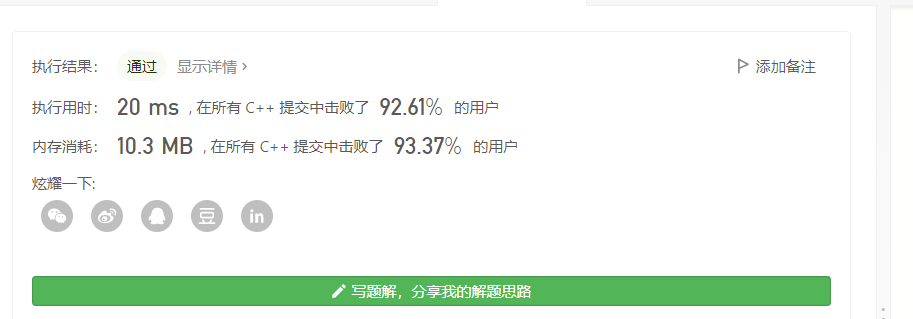 执行结果： 通过 显示详情 › 添加备注
执行用时： 20 ms , 在所有 C++ 提交中击败了 92.61% 的用户
内存消耗： 10.3 MB , 在所有 C++ 提交中击败了 93.37% 的用户
炫耀一下:
写题解，分享我的解题思路